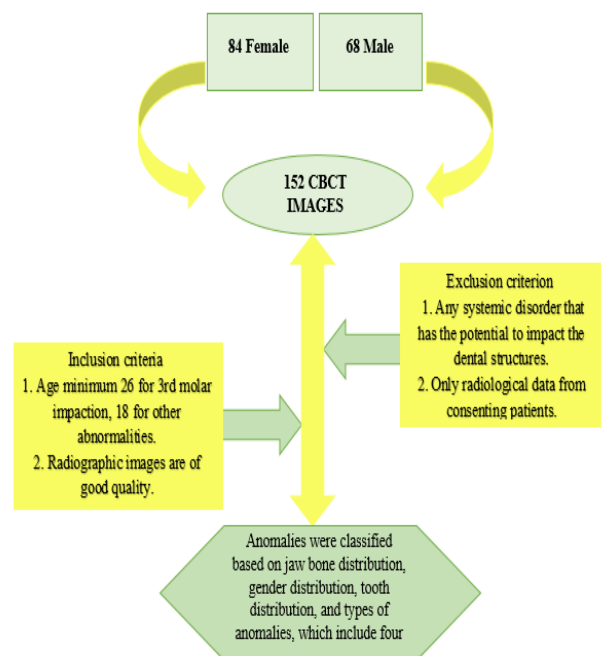 84 Female
68 Male
152 CBCT
IMAGES
Exclusion criterion
1. Any systemic disorder that
has the potential to impact the
dental structures.
2. Only radiological data from
consenting patients.
Inclusion criteria
1. Age minimum 26 for 3rd molar
impaction, 18 for other
abnormalities.
2. Radiographic images are of
good quality.
Anomalies were classified
based on jaw bone distribution,
gender distribution, tooth
distribution, and types of
anomalies, which include four